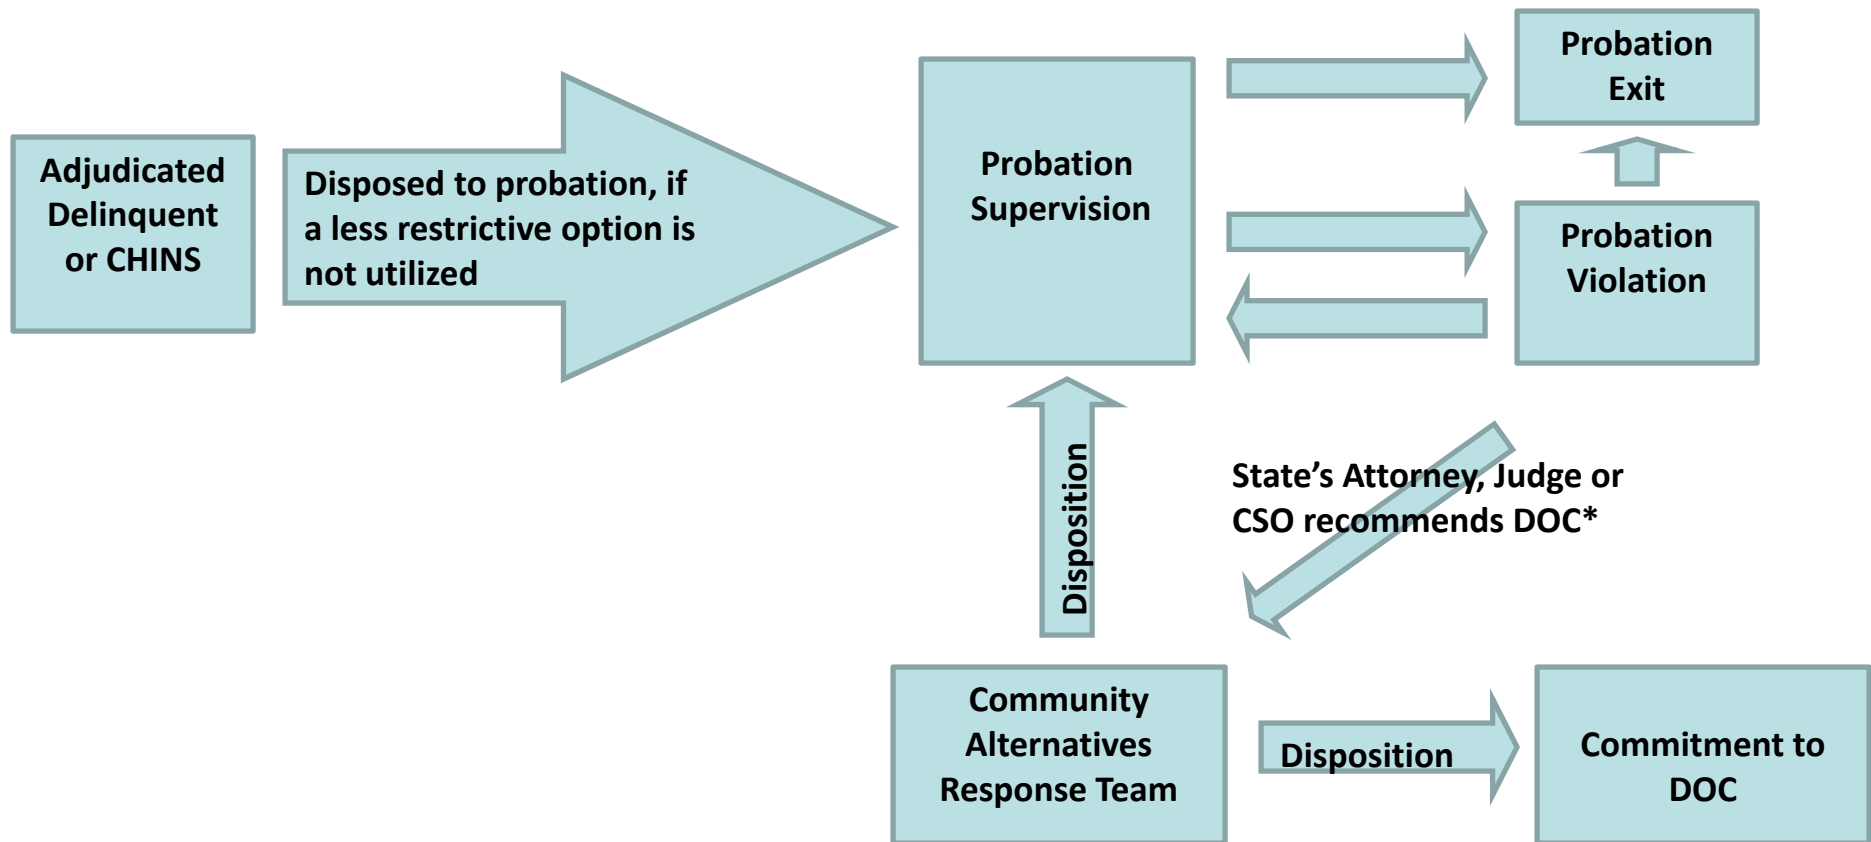 Adjudicated
Delinquent
or CHINS
Disposed to probation, if
a less restrictive option is
not utilized
Probation
Supervision
Probation
Exit
Probation
Violation
State’s Attorney, Judge or
CSO recommends DOC*
Disposition
Community
Alternatives
Response Team
Disposition
Commitment to
DOC